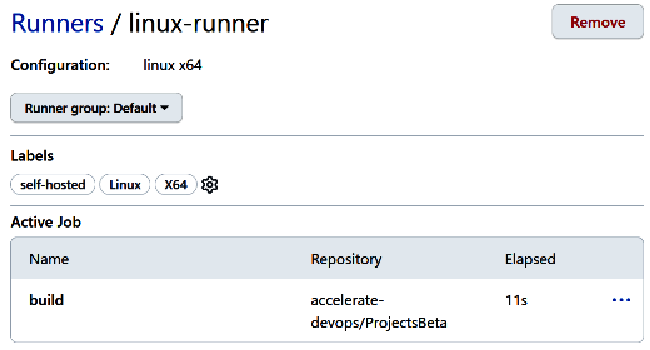 Runners / linux-runner
Remove
Configuration: linux x64
Runner group: Default
Labels
self-hosted Linux X64
Active Job
Name Repository Elapsed
build accelerate- 11s ...
devops/ProjectsBeta